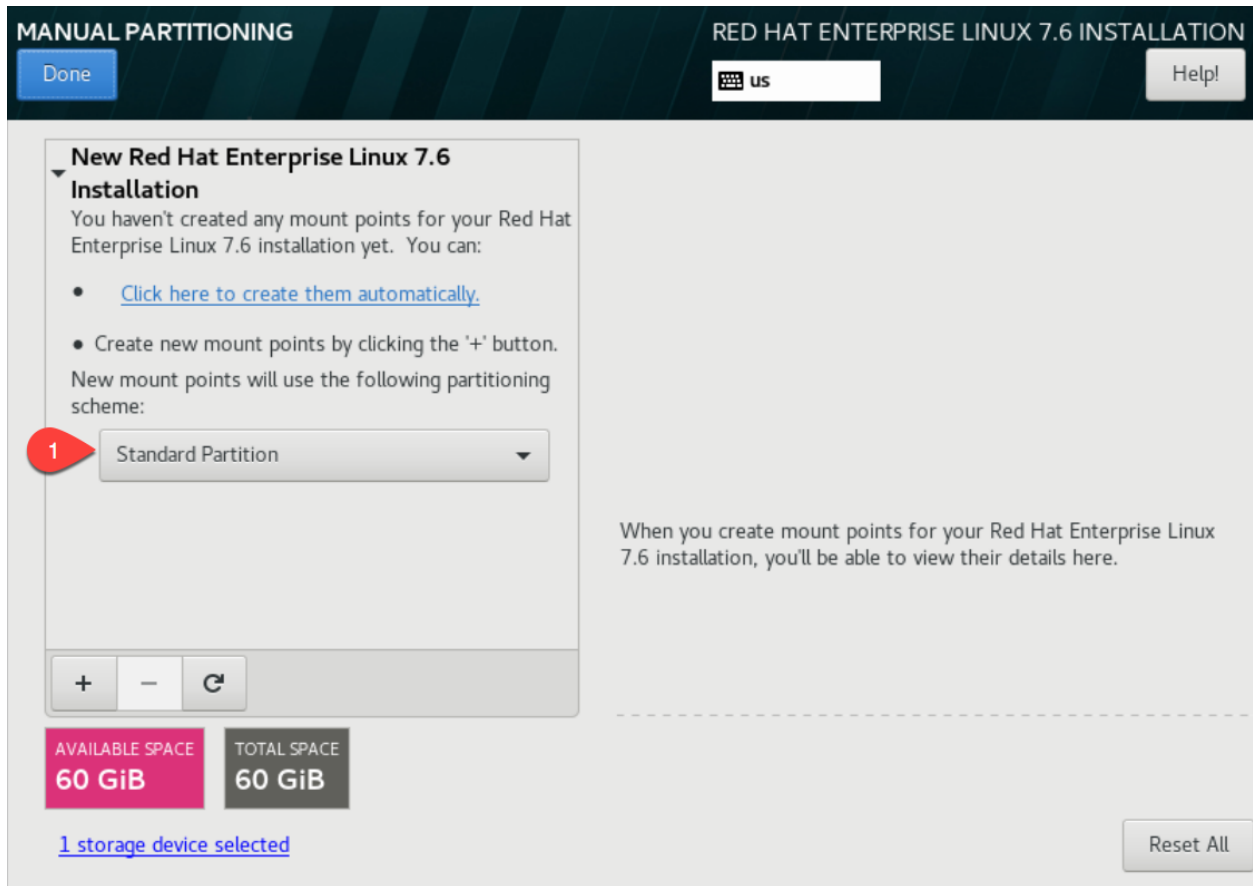 MANUAL PARTITIONING
RED HAT ENTERPRISE LINUX 7.6 INSTALLATION
Done
us
Help!
New Red Hat Enterprise Linux 7.6
Installation
You haven't created any mount points for your Red Hat
Enterprise Linux 7.6 installation yet.  You can:
• Click here to create them automatically.
• Create new mount points by clicking the '+' button.
New mount points will use the following partitioning
scheme:
1
Standard Partition
When you create mount points for your Red Hat Enterprise Linux
7.6 installation, you'll be able to view their details here.
+ −
AVAILABLE SPACE
60 GiB
TOTAL SPACE
60 GiB
1 storage device selected
Reset All